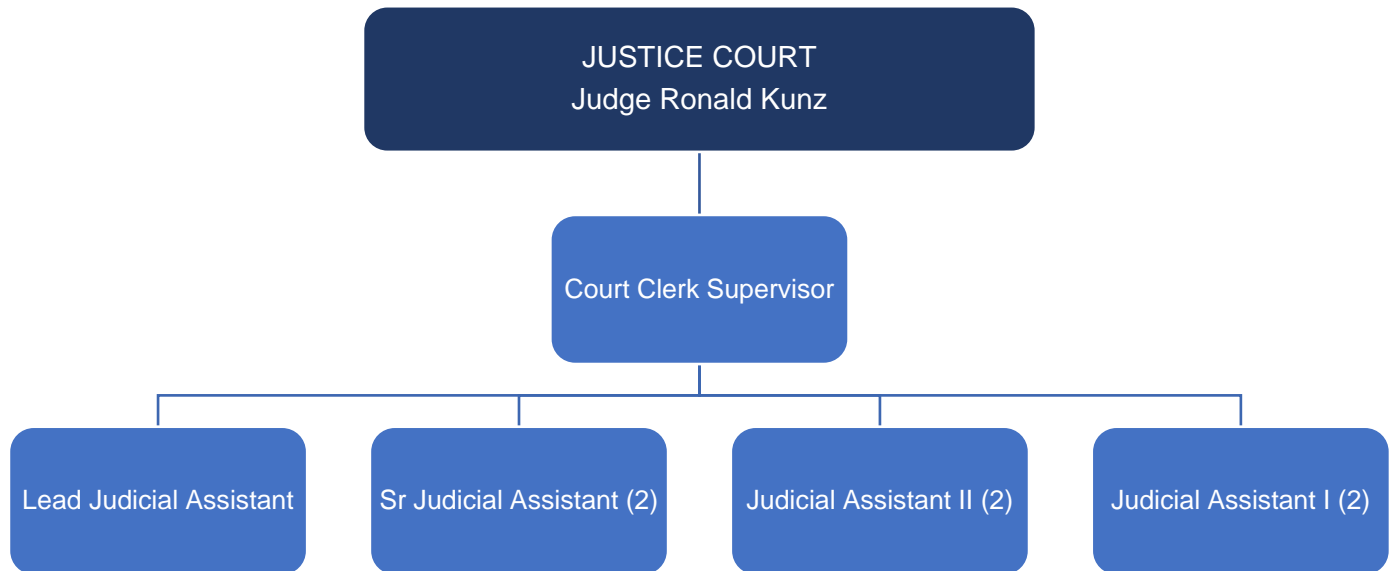 JUSTICE COURT
Judge Ronald Kunz
Court Clerk Supervisor
Lead Judicial Assistant
Sr Judicial Assistant (2)
Judicial Assistant II (2)
Judicial Assistant I (2)